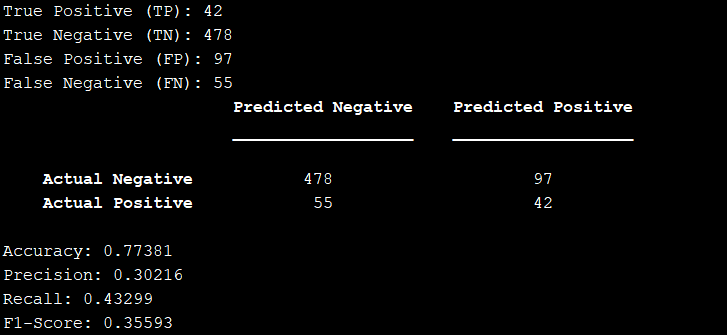 True Positive (TP): 42
True Negative (TN): 478
False Positive (FP): 97
False Negative (FN): 55
Predicted Negative Predicted Positive
Actual Negative 478 97
Actual Positive 55 42
Accuracy: 0.77381
Precision: 0.30216
Recall: 0.43299
F1-Score: 0.35593